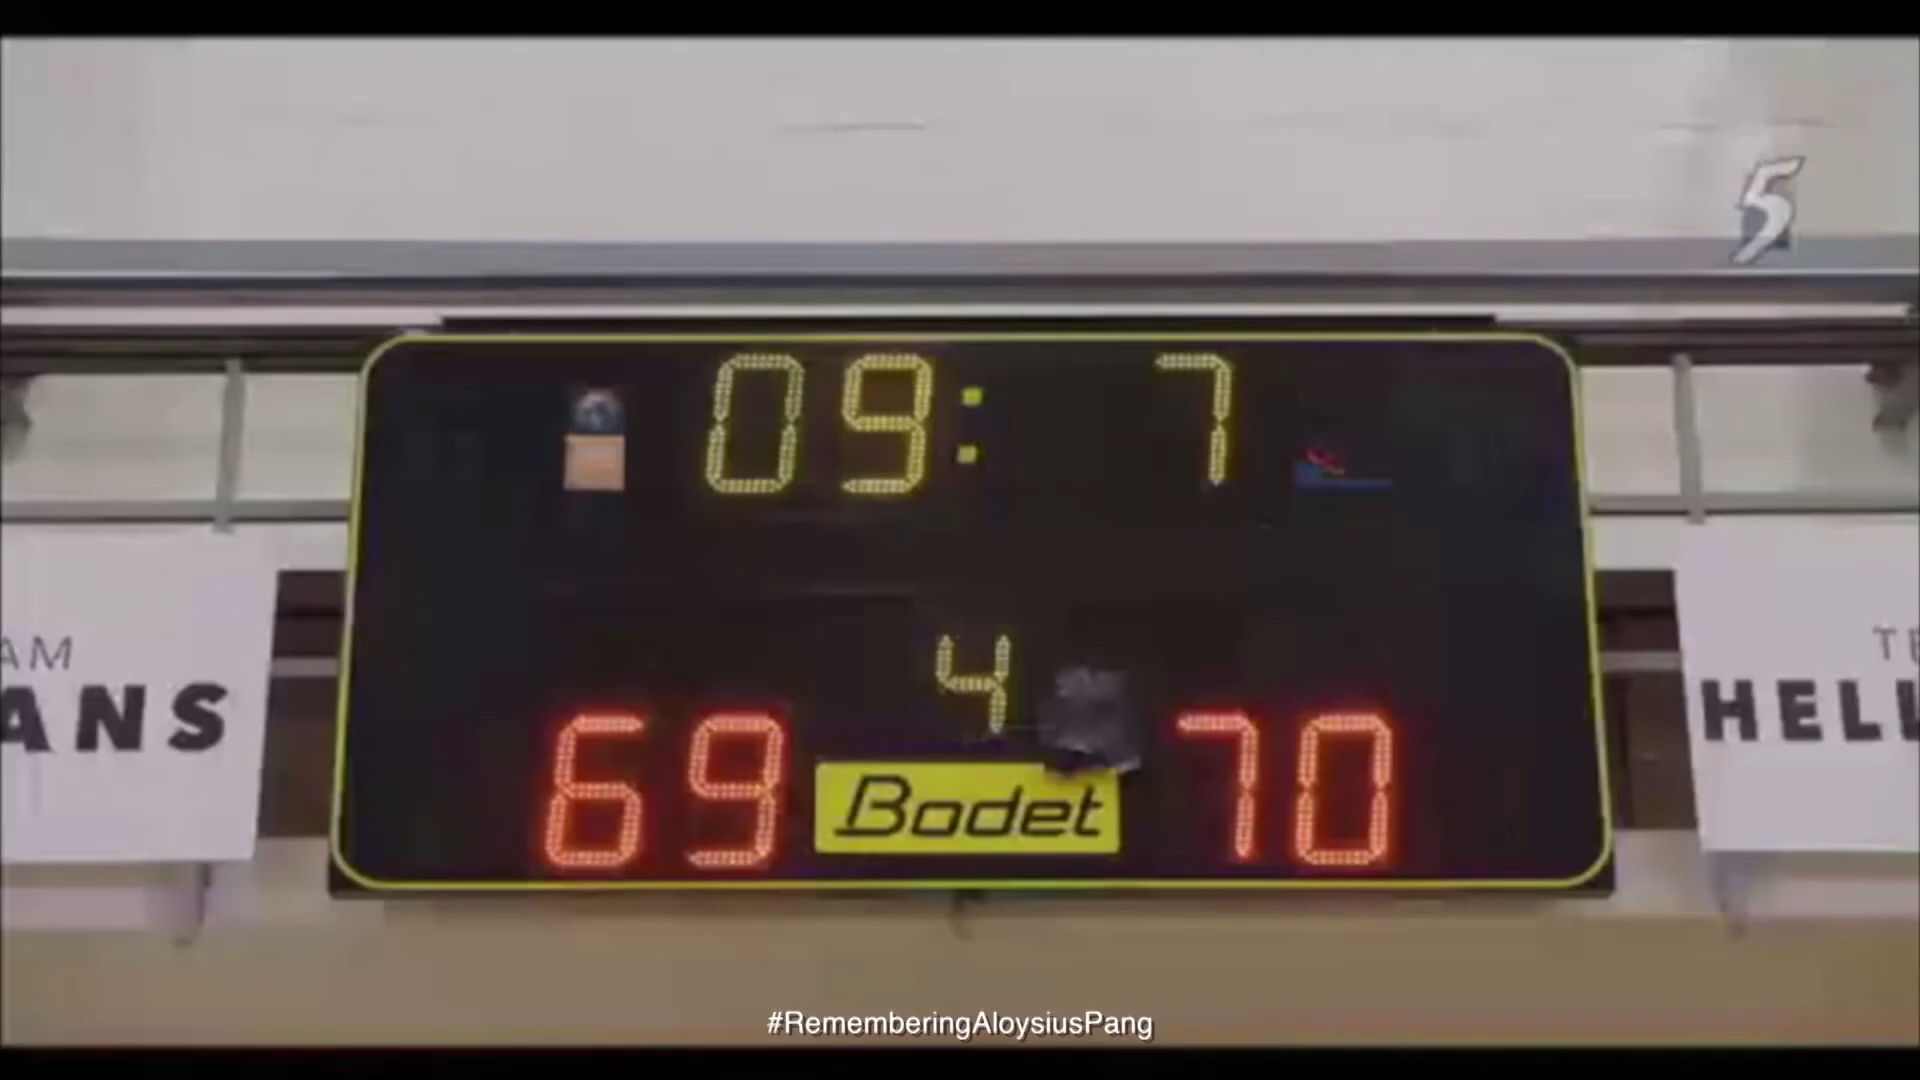 5
09: 7
4
69 70
Bodet
AM
ANS
TE
HELL
#RememberingAloysiusPang